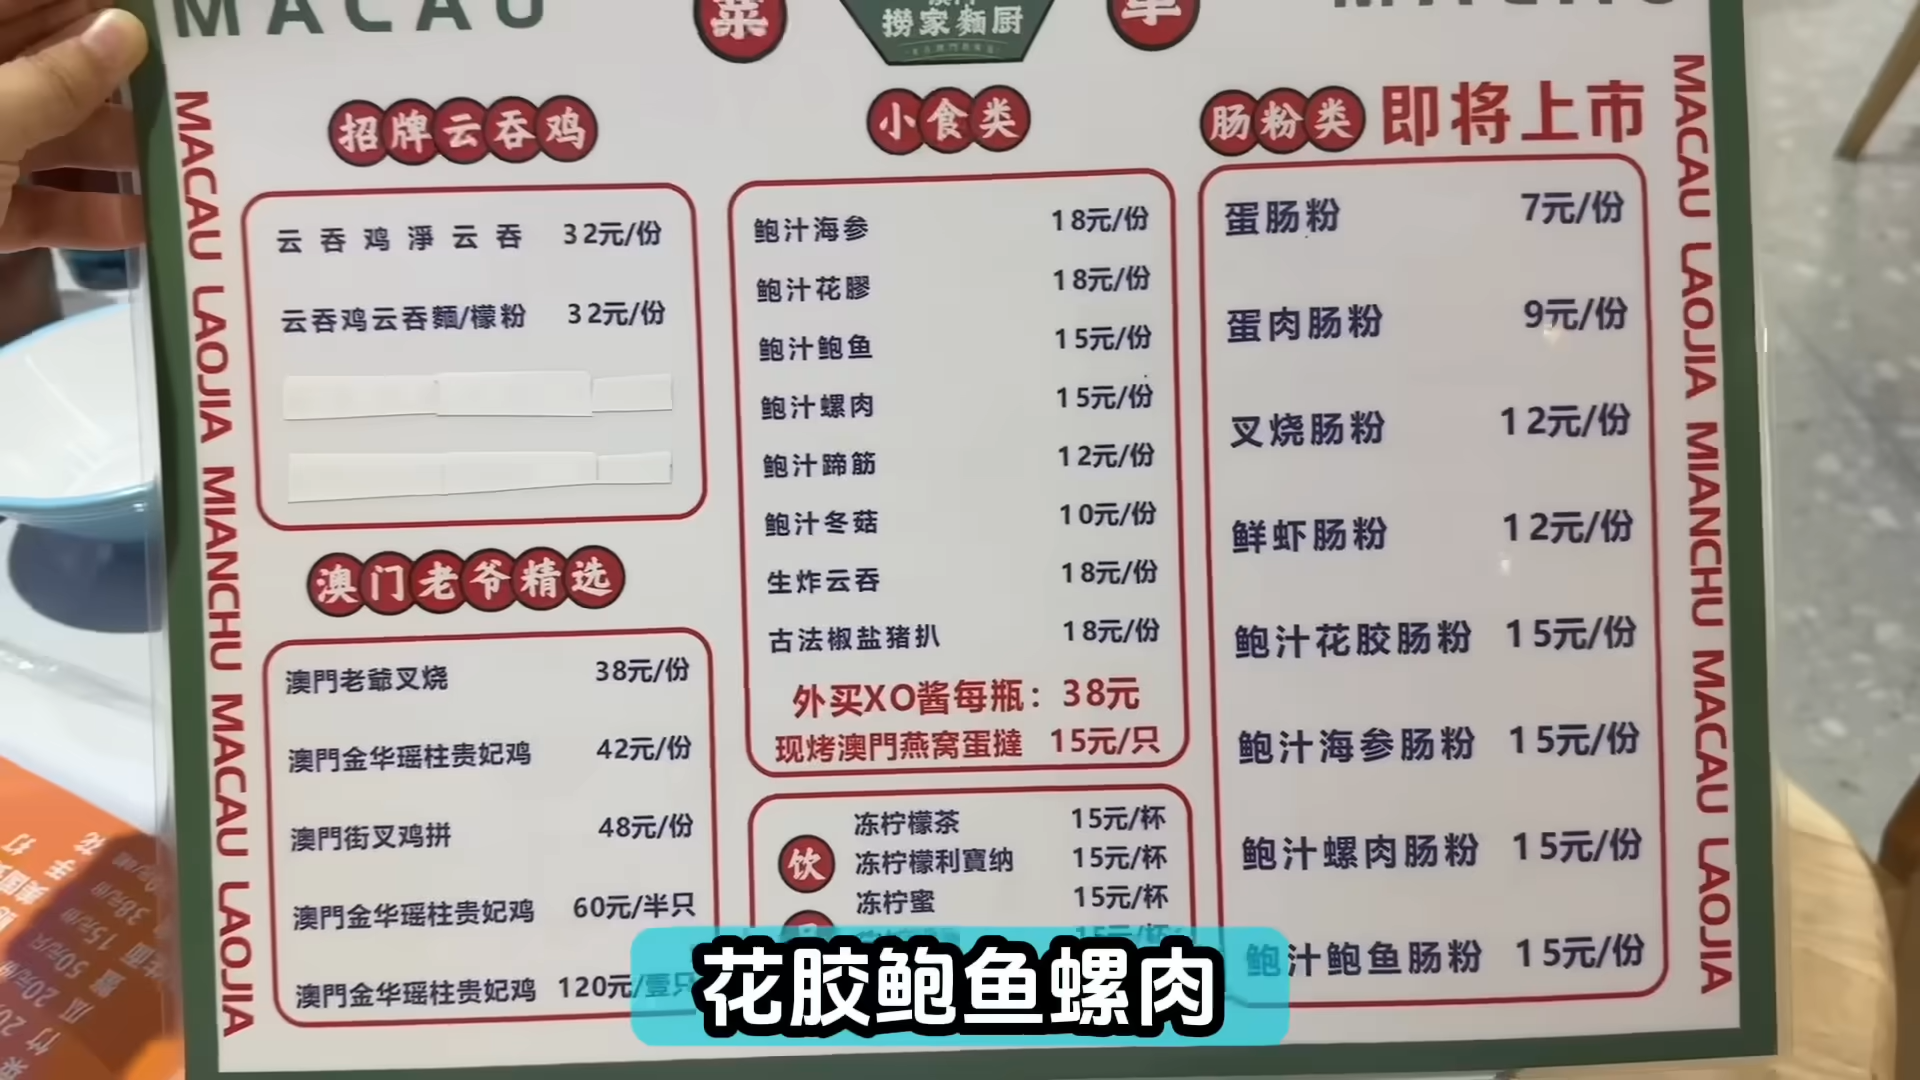 MACAU
菜
撈家麵厨
单
招牌云吞鸡
云吞鸡淨云吞 32元/份
云吞鸡云吞麵/檬粉 32元/份
澳门老爷精选
澳門老爺叉烧 38元/份
澳門金华瑶柱贵妃鸡 42元/份
澳門街叉鸡拼 48元/份
澳門金华瑶柱贵妃鸡 60元/半只
澳門金华瑶柱贵妃鸡 120元/壹只
小食类
鲍汁海参 18元/份
鲍汁花膠 18元/份
鲍汁鲍鱼 15元/份
鲍汁螺肉 15元/份
鲍汁蹄筋 12元/份
鲍汁冬菇 10元/份
生炸云吞 18元/份
古法椒盐猪扒 18元/份
外买XO酱每瓶：38元
现烤澳門燕窝蛋撻 15元/只
饮
冻柠檬茶 15元/杯
冻柠檬利寶纳 15元/杯
冻柠蜜 15元/杯
15元/杯
肠粉类 即将上市
蛋肠粉 7元/份
蛋肉肠粉 9元/份
叉烧肠粉 12元/份
鲜虾肠粉 12元/份
鲍汁花胶肠粉 15元/份
鲍汁海参肠粉 15元/份
鲍汁螺肉肠粉 15元/份
鲍汁鲍鱼肠粉 15元/份
MACAU LAOJIA MIANCHU MACAU LAOJIA
MACAU LAOJIA MIANCHU MACAU LAOJIA
花胶鲍鱼螺肉